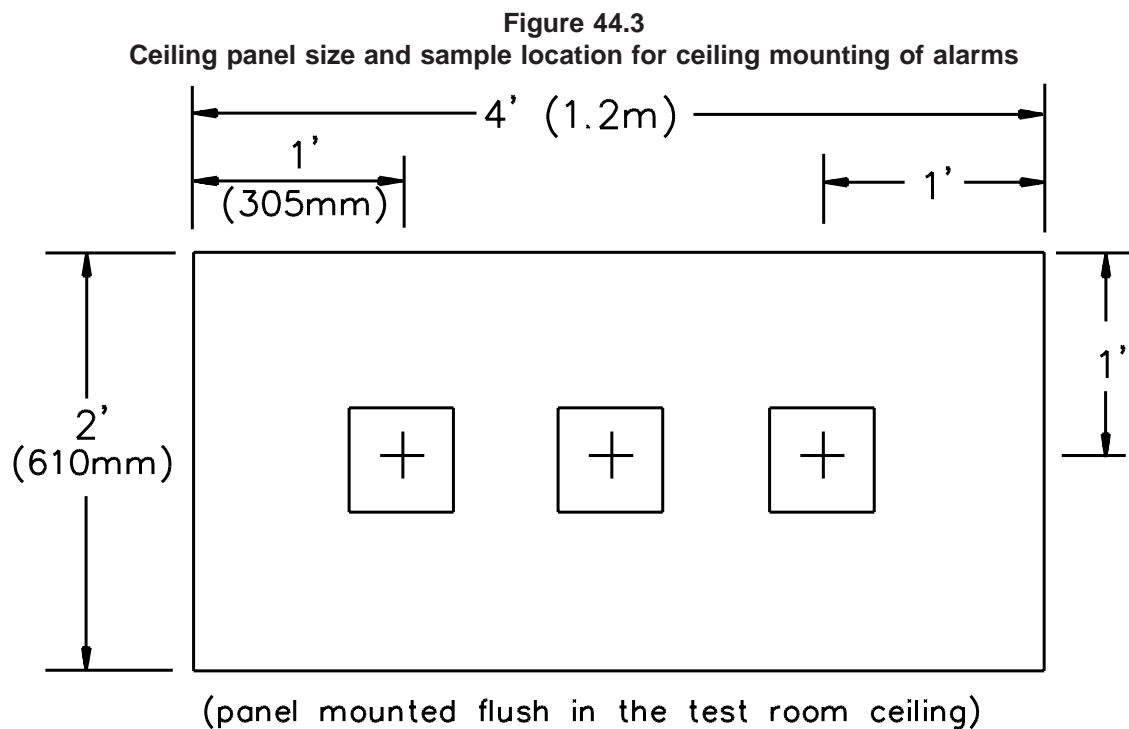 Figure 44.3
Ceiling panel size and sample location for ceiling mounting of alarms
4' (1.2m)
1'
(305mm)
1'
1'
2'
(610mm)
(panel mounted flush in the test room ceiling)